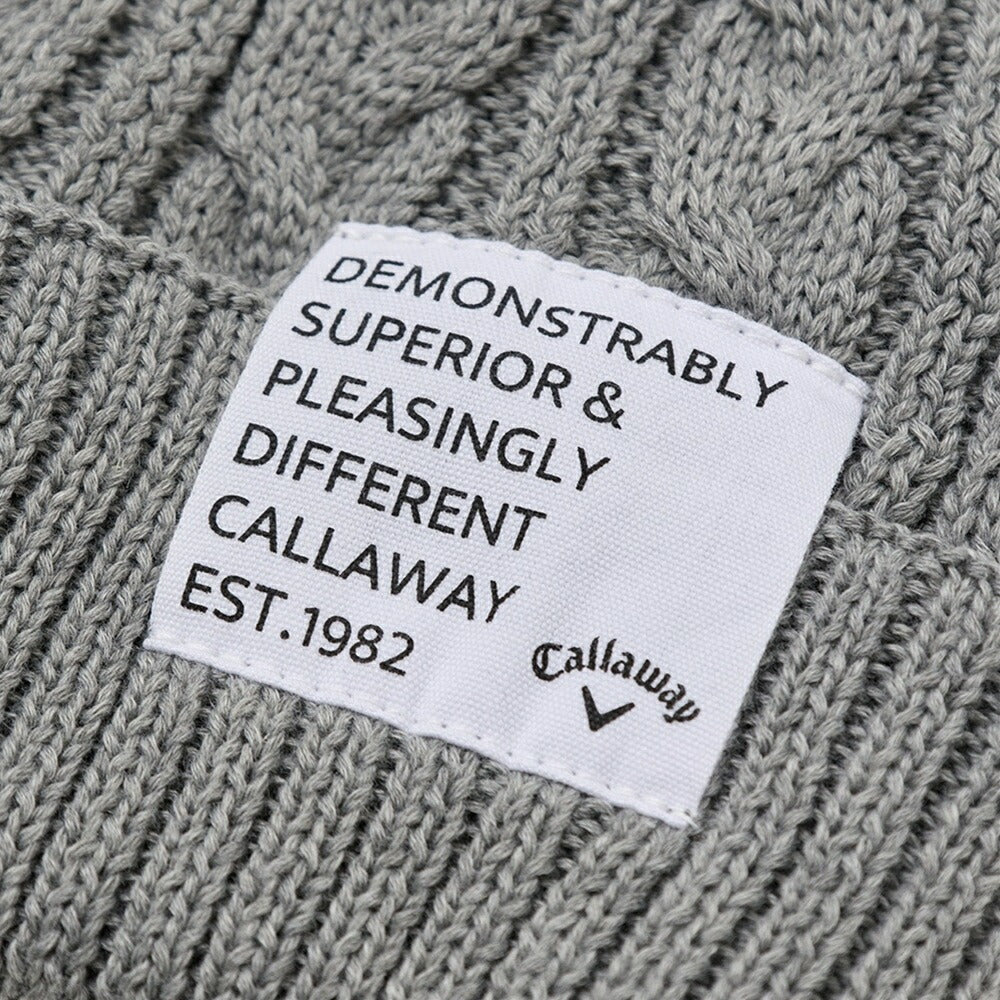 DEMONSTRABLY
SUPERIOR &
PLEASINGLY
DIFFERENT
CALLAWAY
EST.1982
Callaway